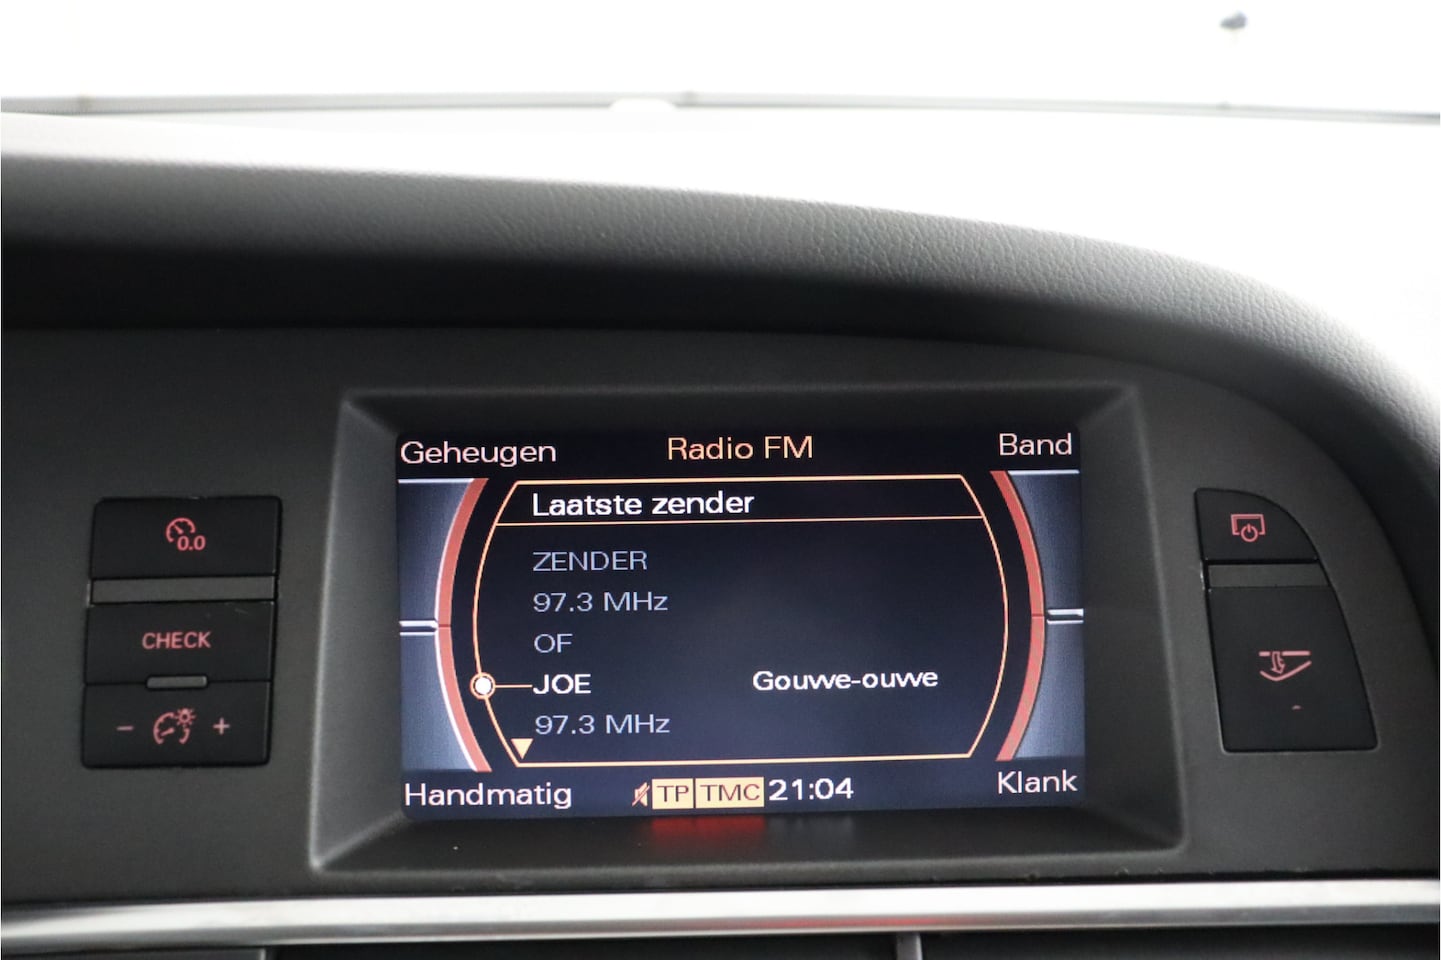 Geheugen Radio FM Band
Laatste zender
0.0 ZENDER
97.3 MHz
CHECK OF
JOE Gouwe-ouwe
- + 97.3 MHz
Handmatig TP TMC 21:04 Klank